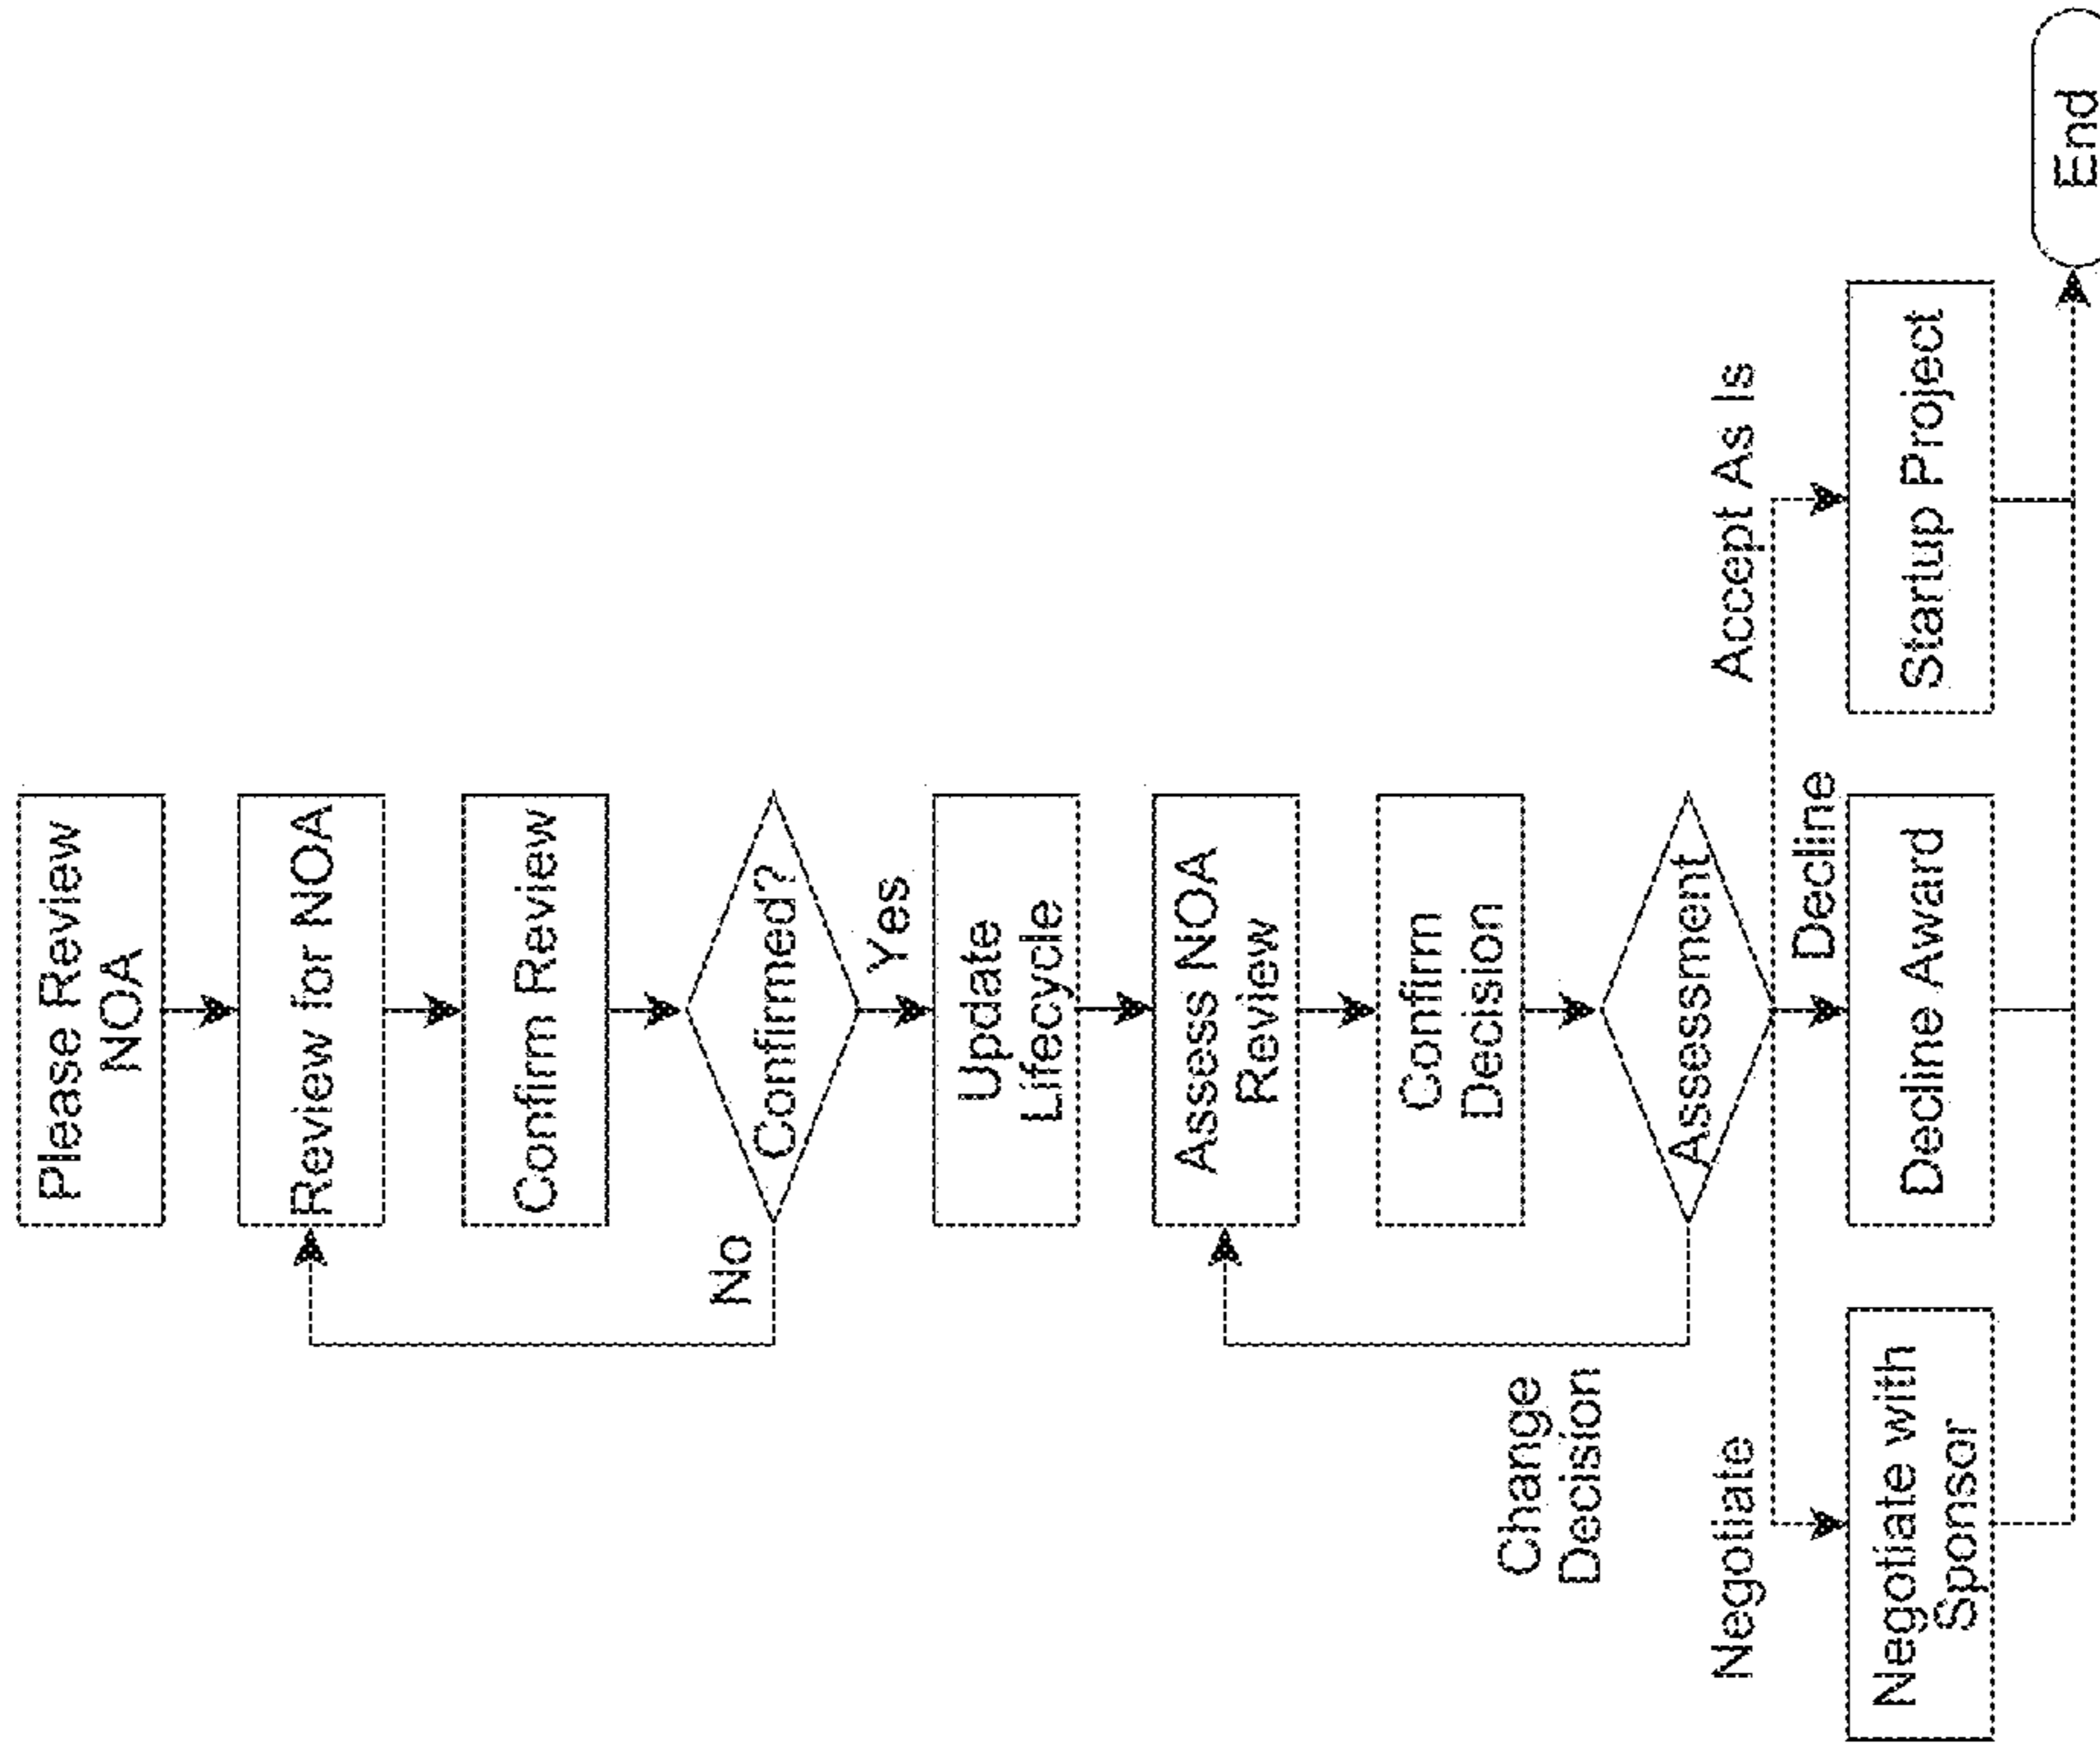 Please Review
NOA
Review for NOA
Confirm Review
Confirmed?
No
Yes
Update
Lifecycle
Assess NOA
Review
Confirm
Decision
Assessment
Change
Decision
Negotiate
Decline
Accept As Is
Negotiate with
Sponsor
Decline Award
Startup Project
End